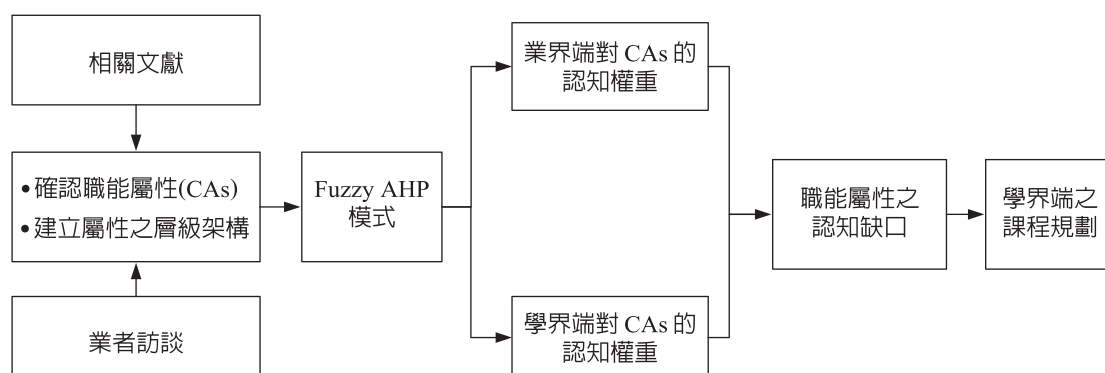 相關文獻
•確認職能屬性(CAs)
•建立屬性之層級架構
業者訪談
Fuzzy AHP
模式
業界端對 CAs 的
認知權重
學界端對 CAs 的
認知權重
職能屬性之
認知缺口
學界端之
課程規劃